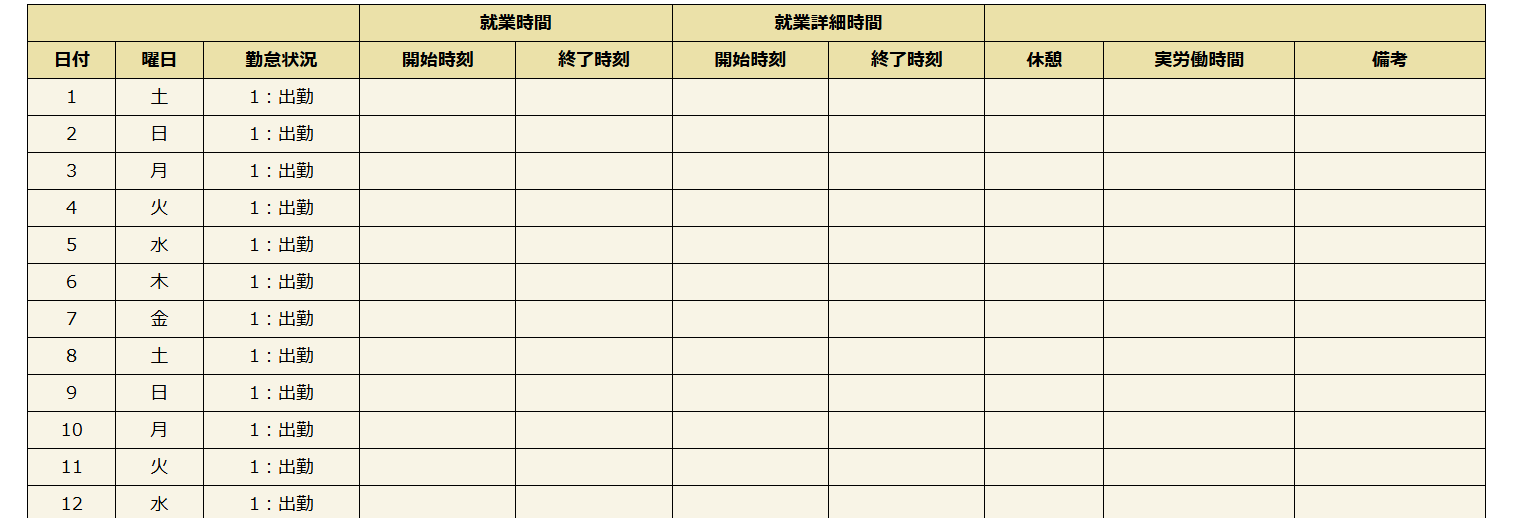 就業時間 就業詳細時間
日付 曜日 勤怠状況 開始時刻 終了時刻 開始時刻 終了時刻 休憩 実労働時間 備考
1 土 1：出勤
2 日 1：出勤
3 月 1：出勤
4 火 1：出勤
5 水 1：出勤
6 木 1：出勤
7 金 1：出勤
8 土 1：出勤
9 日 1：出勤
10 月 1：出勤
11 火 1：出勤
12 水 1：出勤